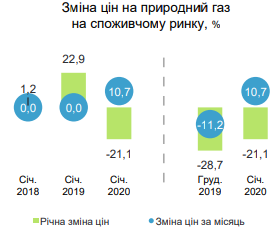 Зміна цін на природний газ
на споживчому ринку, %
22,9
1,2
10,7
10,7
0,0
0,0
-11,2
-21,1
-28,7
-21,1
Січ. Січ. Січ. Груд. Січ.
2018 2019 2020 2019 2020
Річна зміна цін Зміна цін за місяць